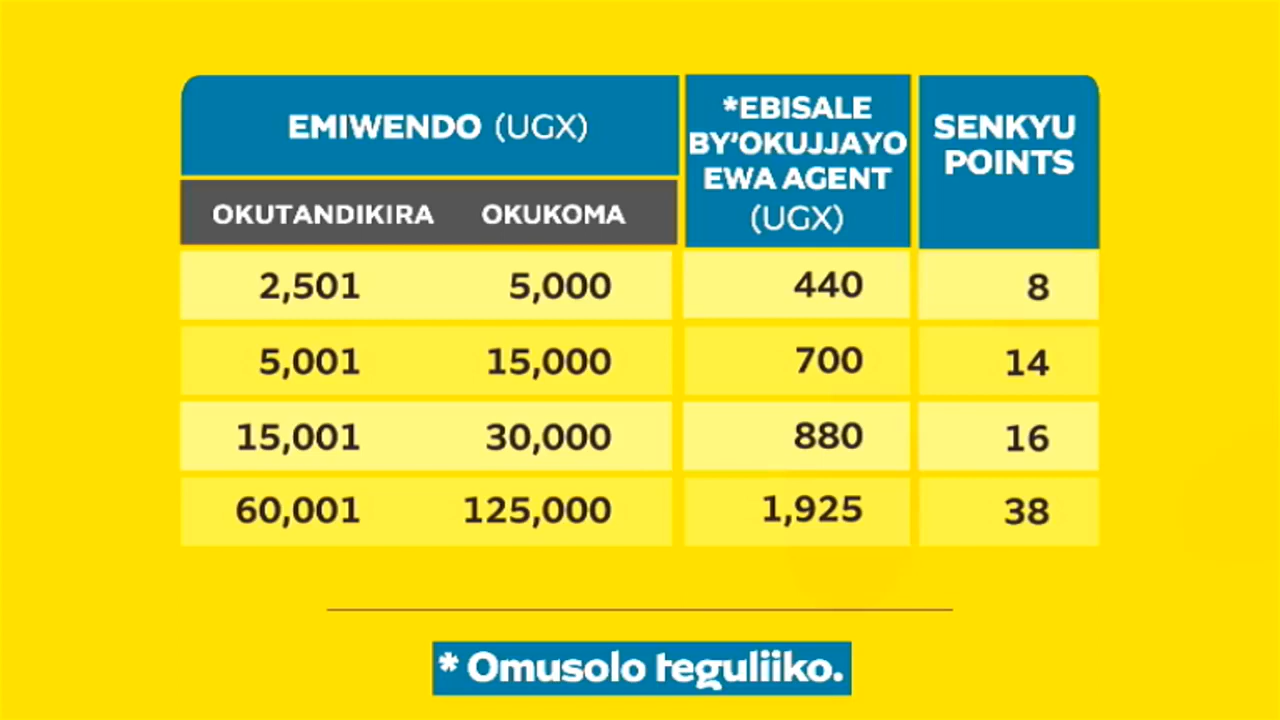 EMIWENDO (UGX)
*EBISALE
BY'OKUJJAYO
EWA AGENT
(UGX)
SENKYU
POINTS
OKUTANDIKIRA OKUKOMA
2,501 5,000 440 8
5,001 15,000 700 14
15,001 30,000 880 16
60,001 125,000 1,925 38
* Omusolo teguliiko.